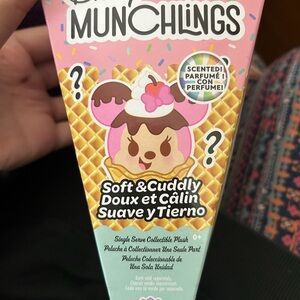 MUNCHLINGS
SCENTED!
PARFUMÉ !
CON
PERFUME!
?
?
?
Soft & Cuddly
Doux et Câlin
Suave y Tierno
Single Serve Collectible Plush
0+
Peluche à Collectionner Une Seule Part
Peluche Coleccionable de
Una Sola Unidad